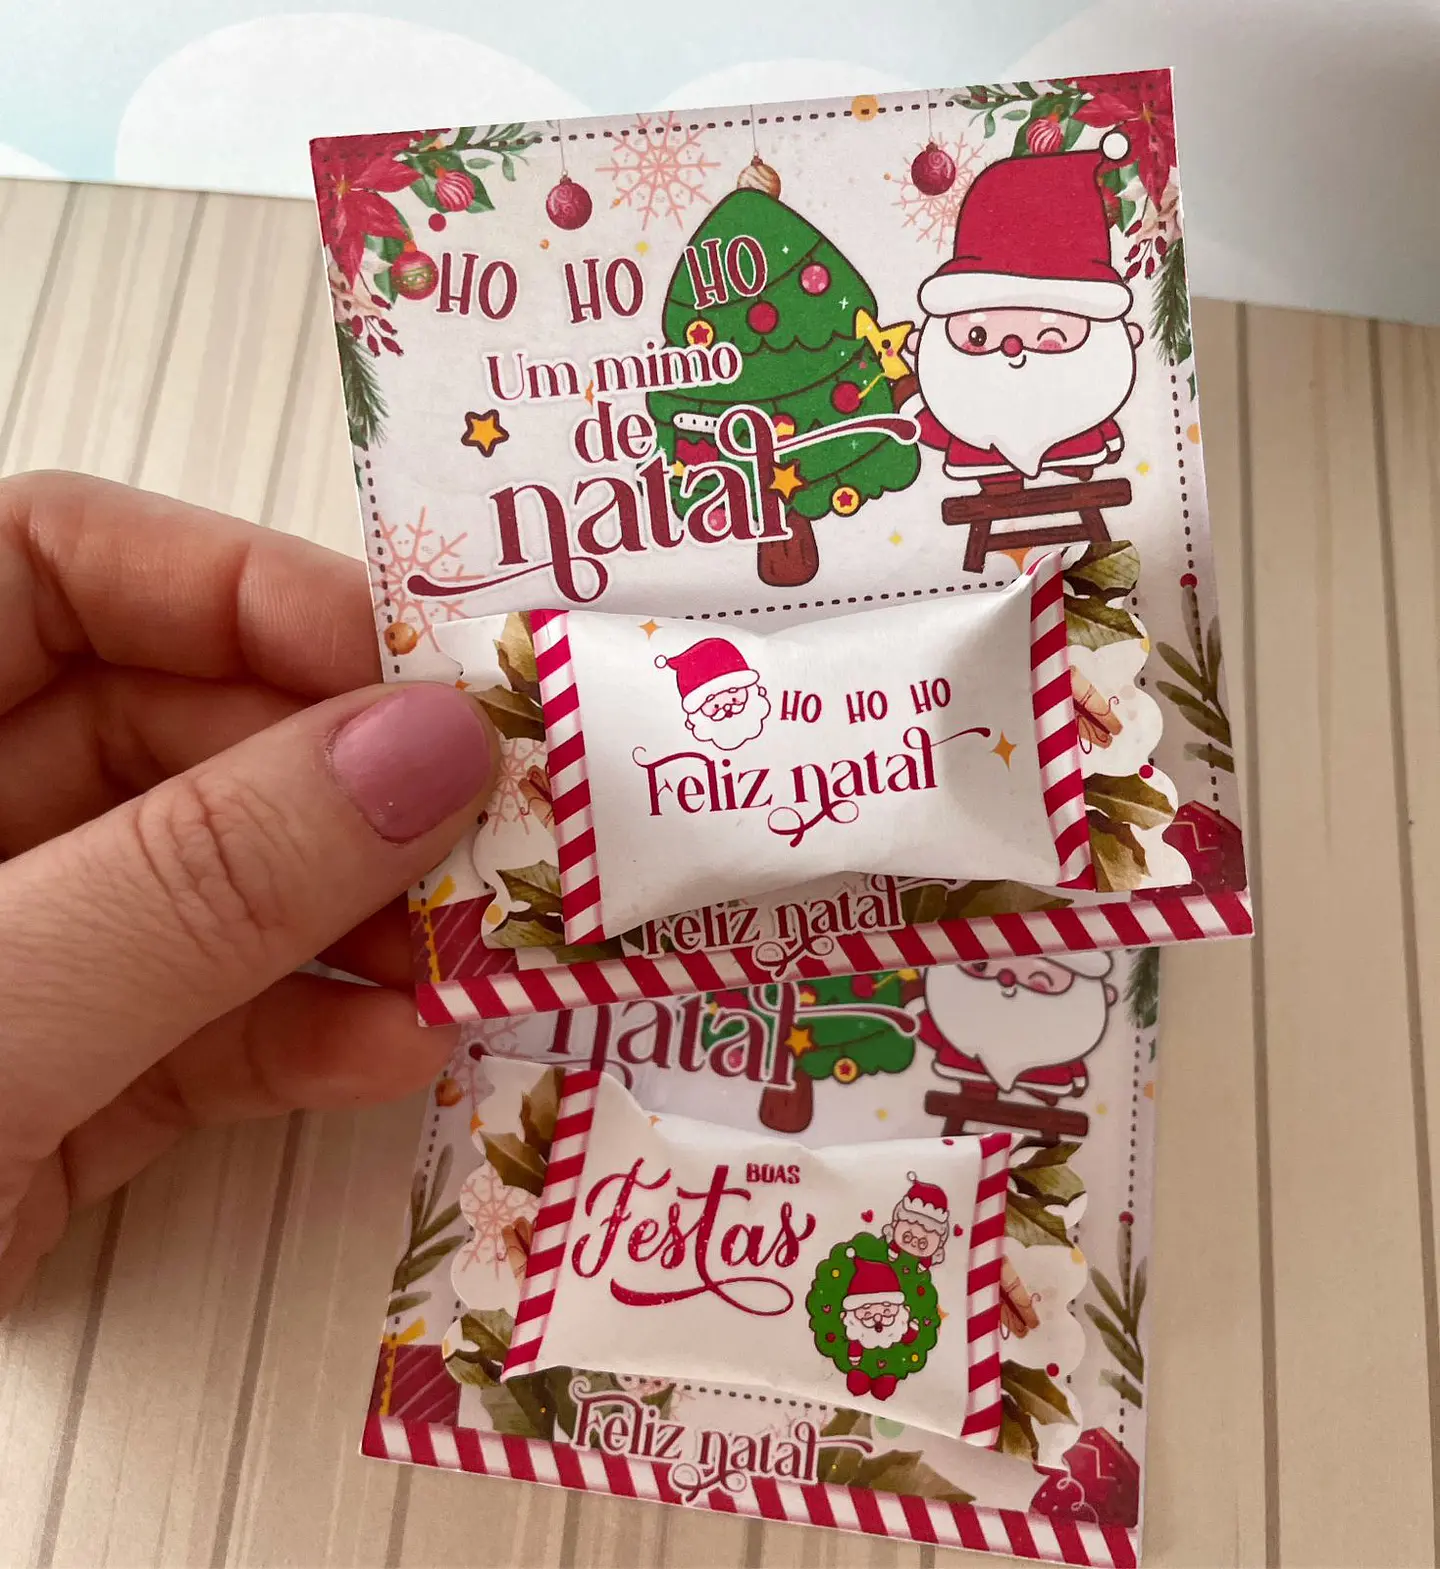 HO HO HO
Um mimo
de
natal
HO HO HO
Feliz natal
Feliz natal
natal
BOAS
Festas
Feliz natal